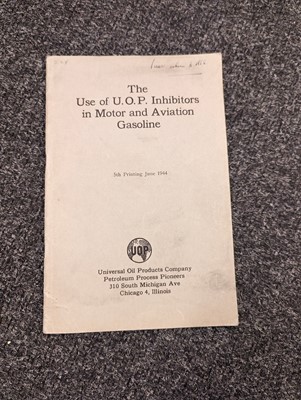 The
Use of U.O.P. Inhibitors
in Motor and Aviation
Gasoline
5th Printing June 1944
UOP
Universal Oil Products Company
Petroleum Process Pioneers
310 South Michigan Ave
Chicago 4, Illinois